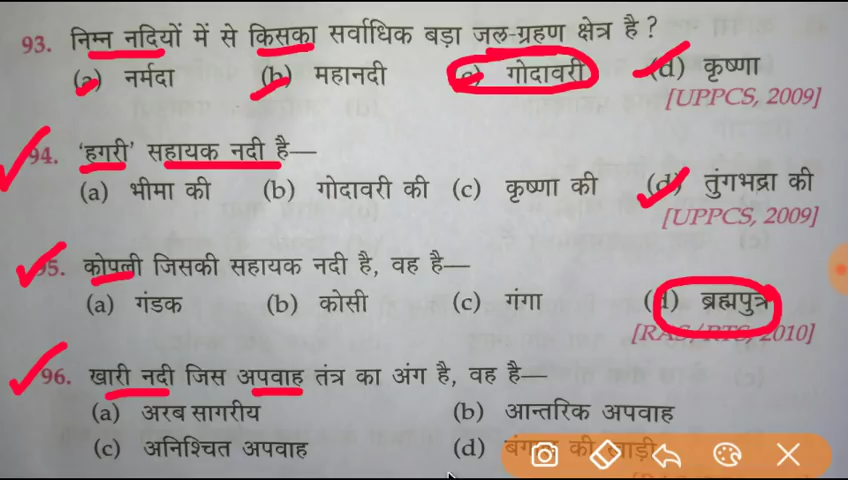 93. निम्न नदियों में से किसका सर्वाधिक बड़ा जल-ग्रहण क्षेत्र है ?
(a) नर्मदा (b) महानदी (c) गोदावरी (d) कृष्णा
[UPPCS, 2009]
94. ‘हगरी’ सहायक नदी है—
(a) भीमा की (b) गोदावरी की (c) कृष्णा की (d) तुंगभद्रा की
[UPPCS, 2009]
95. कोपली जिसकी सहायक नदी है, वह है—
(a) गंडक (b) कोसी (c) गंगा (d) ब्रह्मपुत्र
[RAS/RTS, 2010]
96. खारी नदी जिस अपवाह तंत्र का अंग है, वह है—
(a) अरब सागरीय (b) आन्तरिक अपवाह
(c) अनिश्चित अपवाह (d) बंगाल की खाड़ी